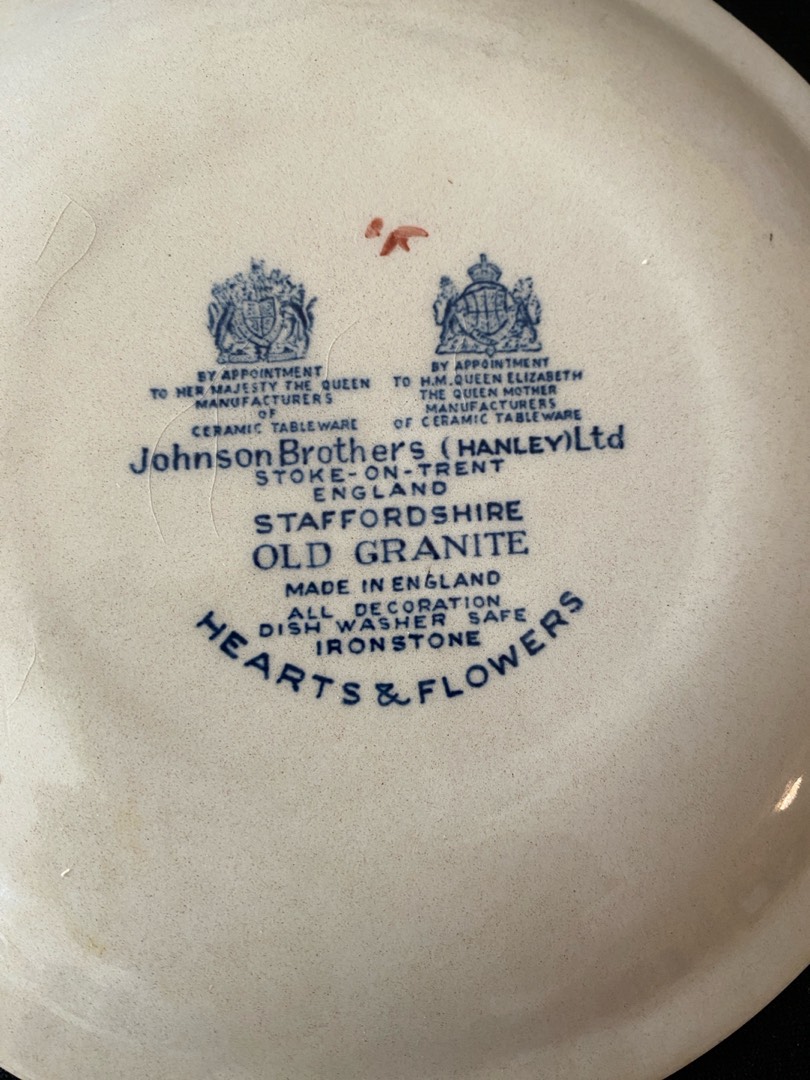 BY APPOINTMENT
TO HER MAJESTY THE QUEEN
MANUFACTURERS
OF
CERAMIC TABLEWARE
BY APPOINTMENT
TO H.M. QUEEN ELIZABETH
THE QUEEN MOTHER
MANUFACTURERS
OF CERAMIC TABLEWARE
Johnson Brothers (HANLEY) Ltd
STOKE-ON-TRENT
ENGLAND
STAFFORDSHIRE
OLD GRANITE
MADE IN ENGLAND
ALL DECORATION
DISH WASHER SAFE
IRONSTONE
HEARTS & FLOWERS